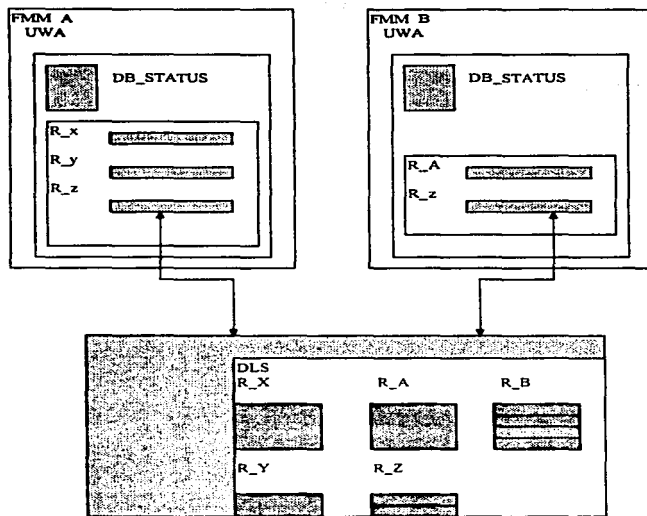 FMM A
UWA
DB_STATUS
R_x
R_y
R_z
FMM B
UWA
DB_STATUS
R_A
R_z
DLS
R_X R_A R_B
R_Y R_Z